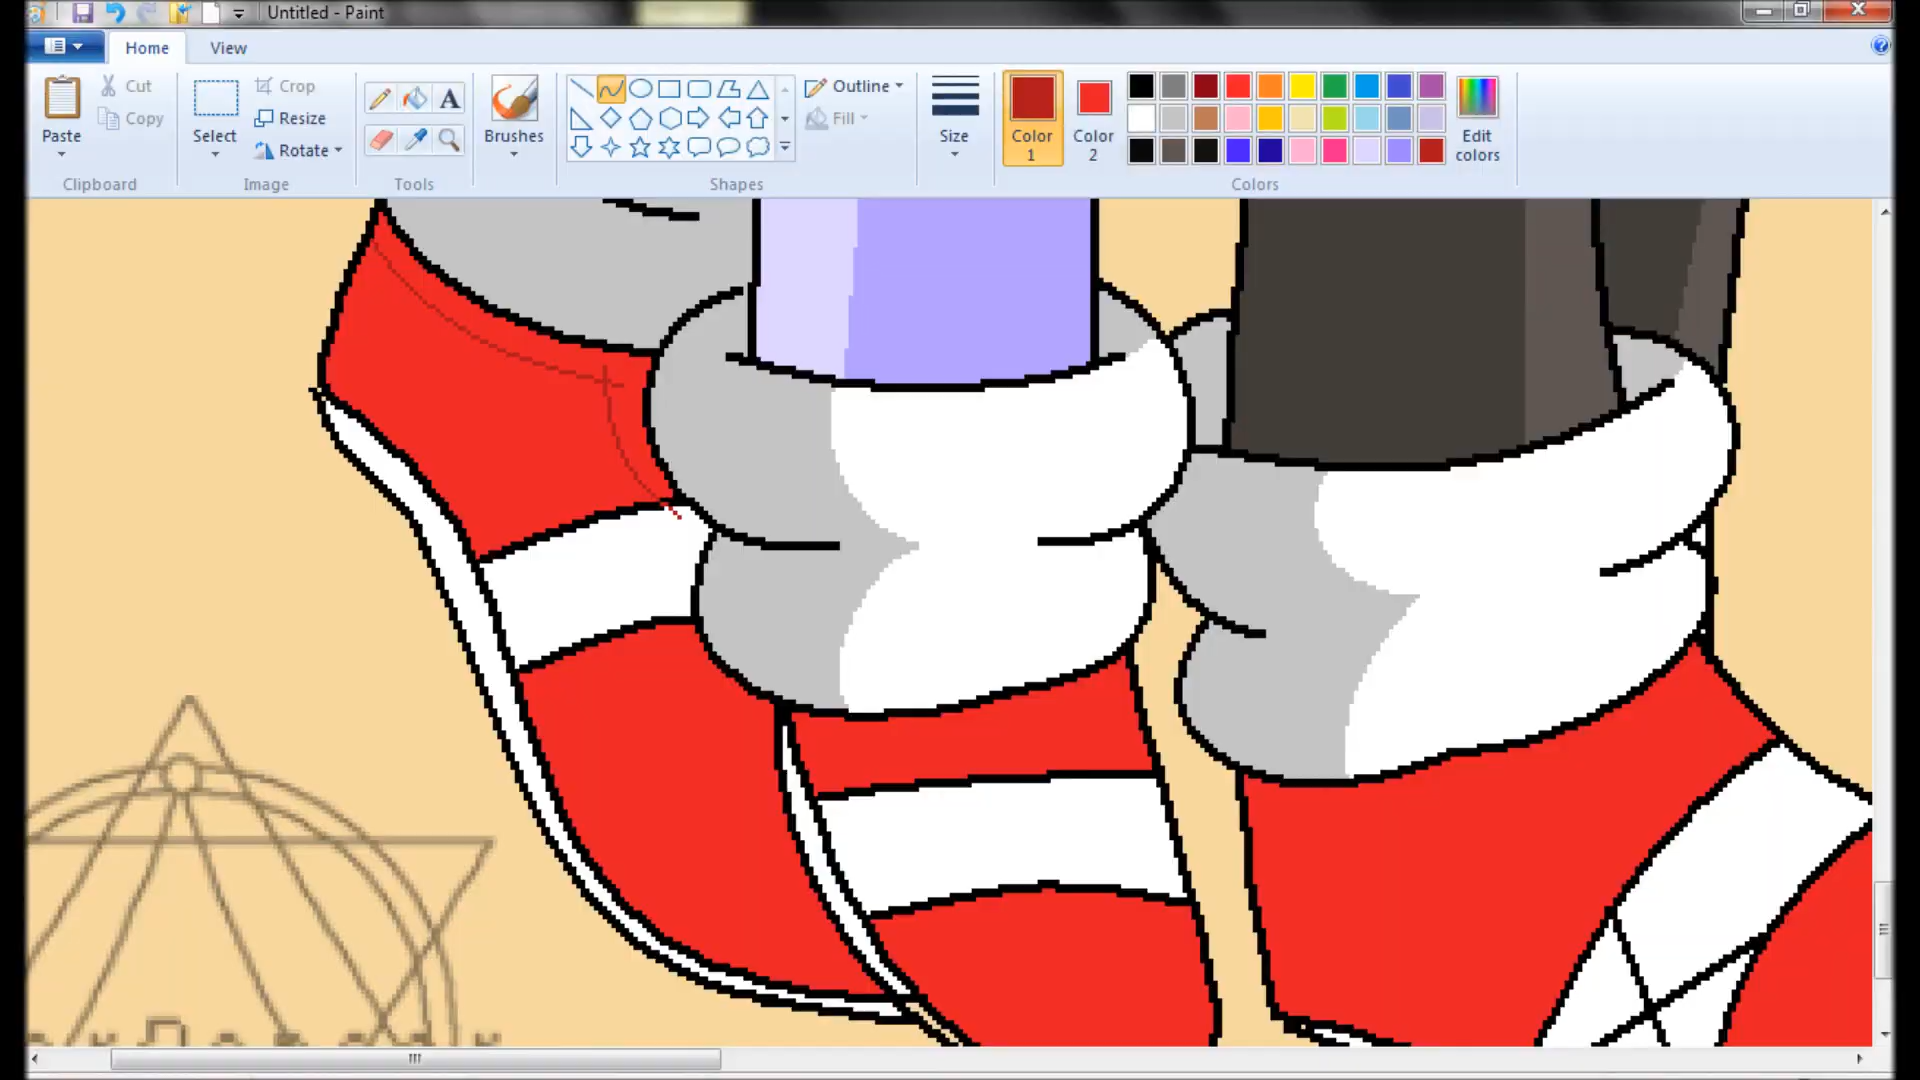 Untitled - Paint
Home
View
Paste
Cut
Copy
Clipboard
Select
Crop
Resize
Rotate
Image
A
Tools
Brushes
Shapes
Outline
Fill
Size
Color
1
Color
2
Edit
colors
Colors